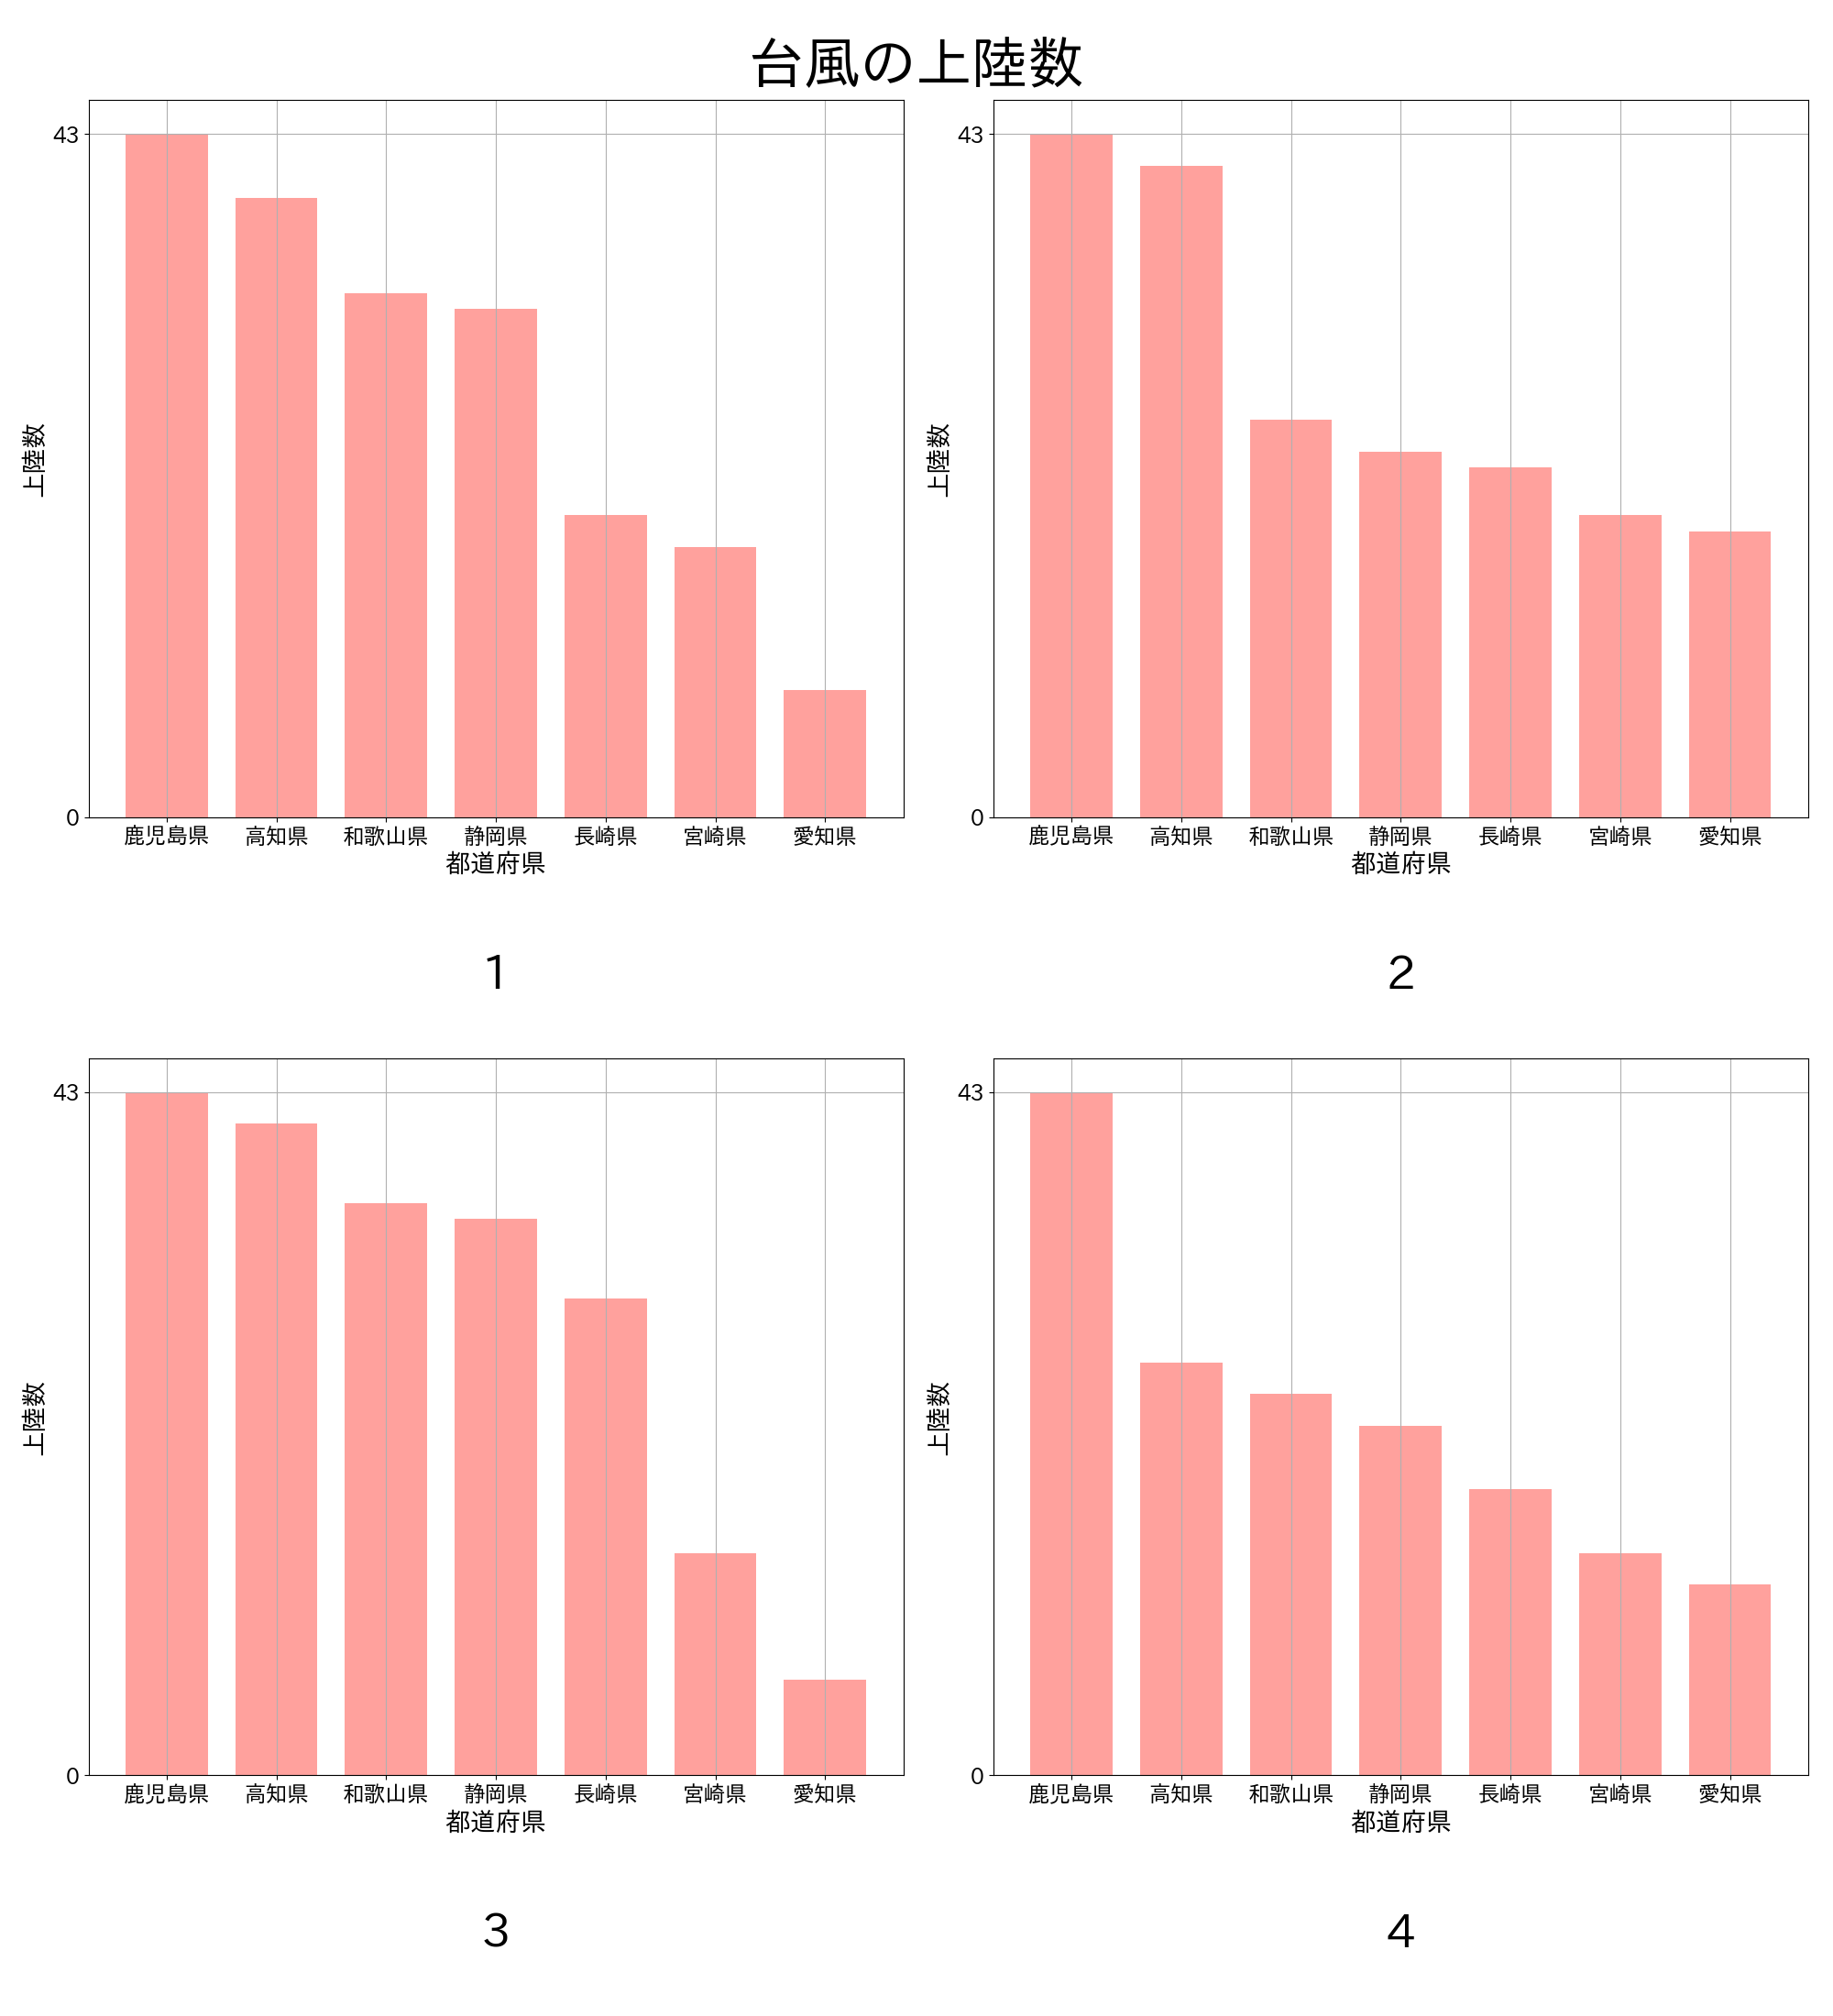 台風の上陸数
43
0
上陸数
鹿児島県 高知県 和歌山県 静岡県 長崎県 宮崎県 愛知県
都道府県
1
43
0
上陸数
鹿児島県 高知県 和歌山県 静岡県 長崎県 宮崎県 愛知県
都道府県
2
43
0
上陸数
鹿児島県 高知県 和歌山県 静岡県 長崎県 宮崎県 愛知県
都道府県
3
43
0
上陸数
鹿児島県 高知県 和歌山県 静岡県 長崎県 宮崎県 愛知県
都道府県
4